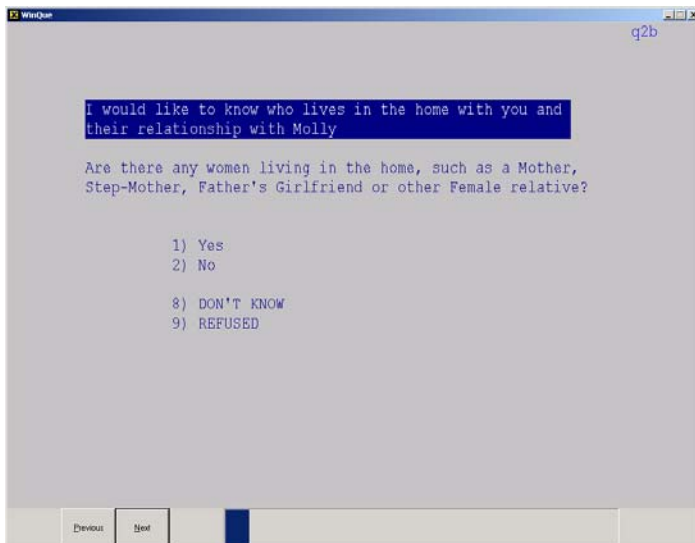 WinQue
q2b
I would like to know who lives in the home with you and
their relationship with Molly
Are there any women living in the home, such as a Mother,
Step-Mother, Father's Girlfriend or other Female relative?
1) Yes
2) No
8) DON'T KNOW
9) REFUSED
Previous Next